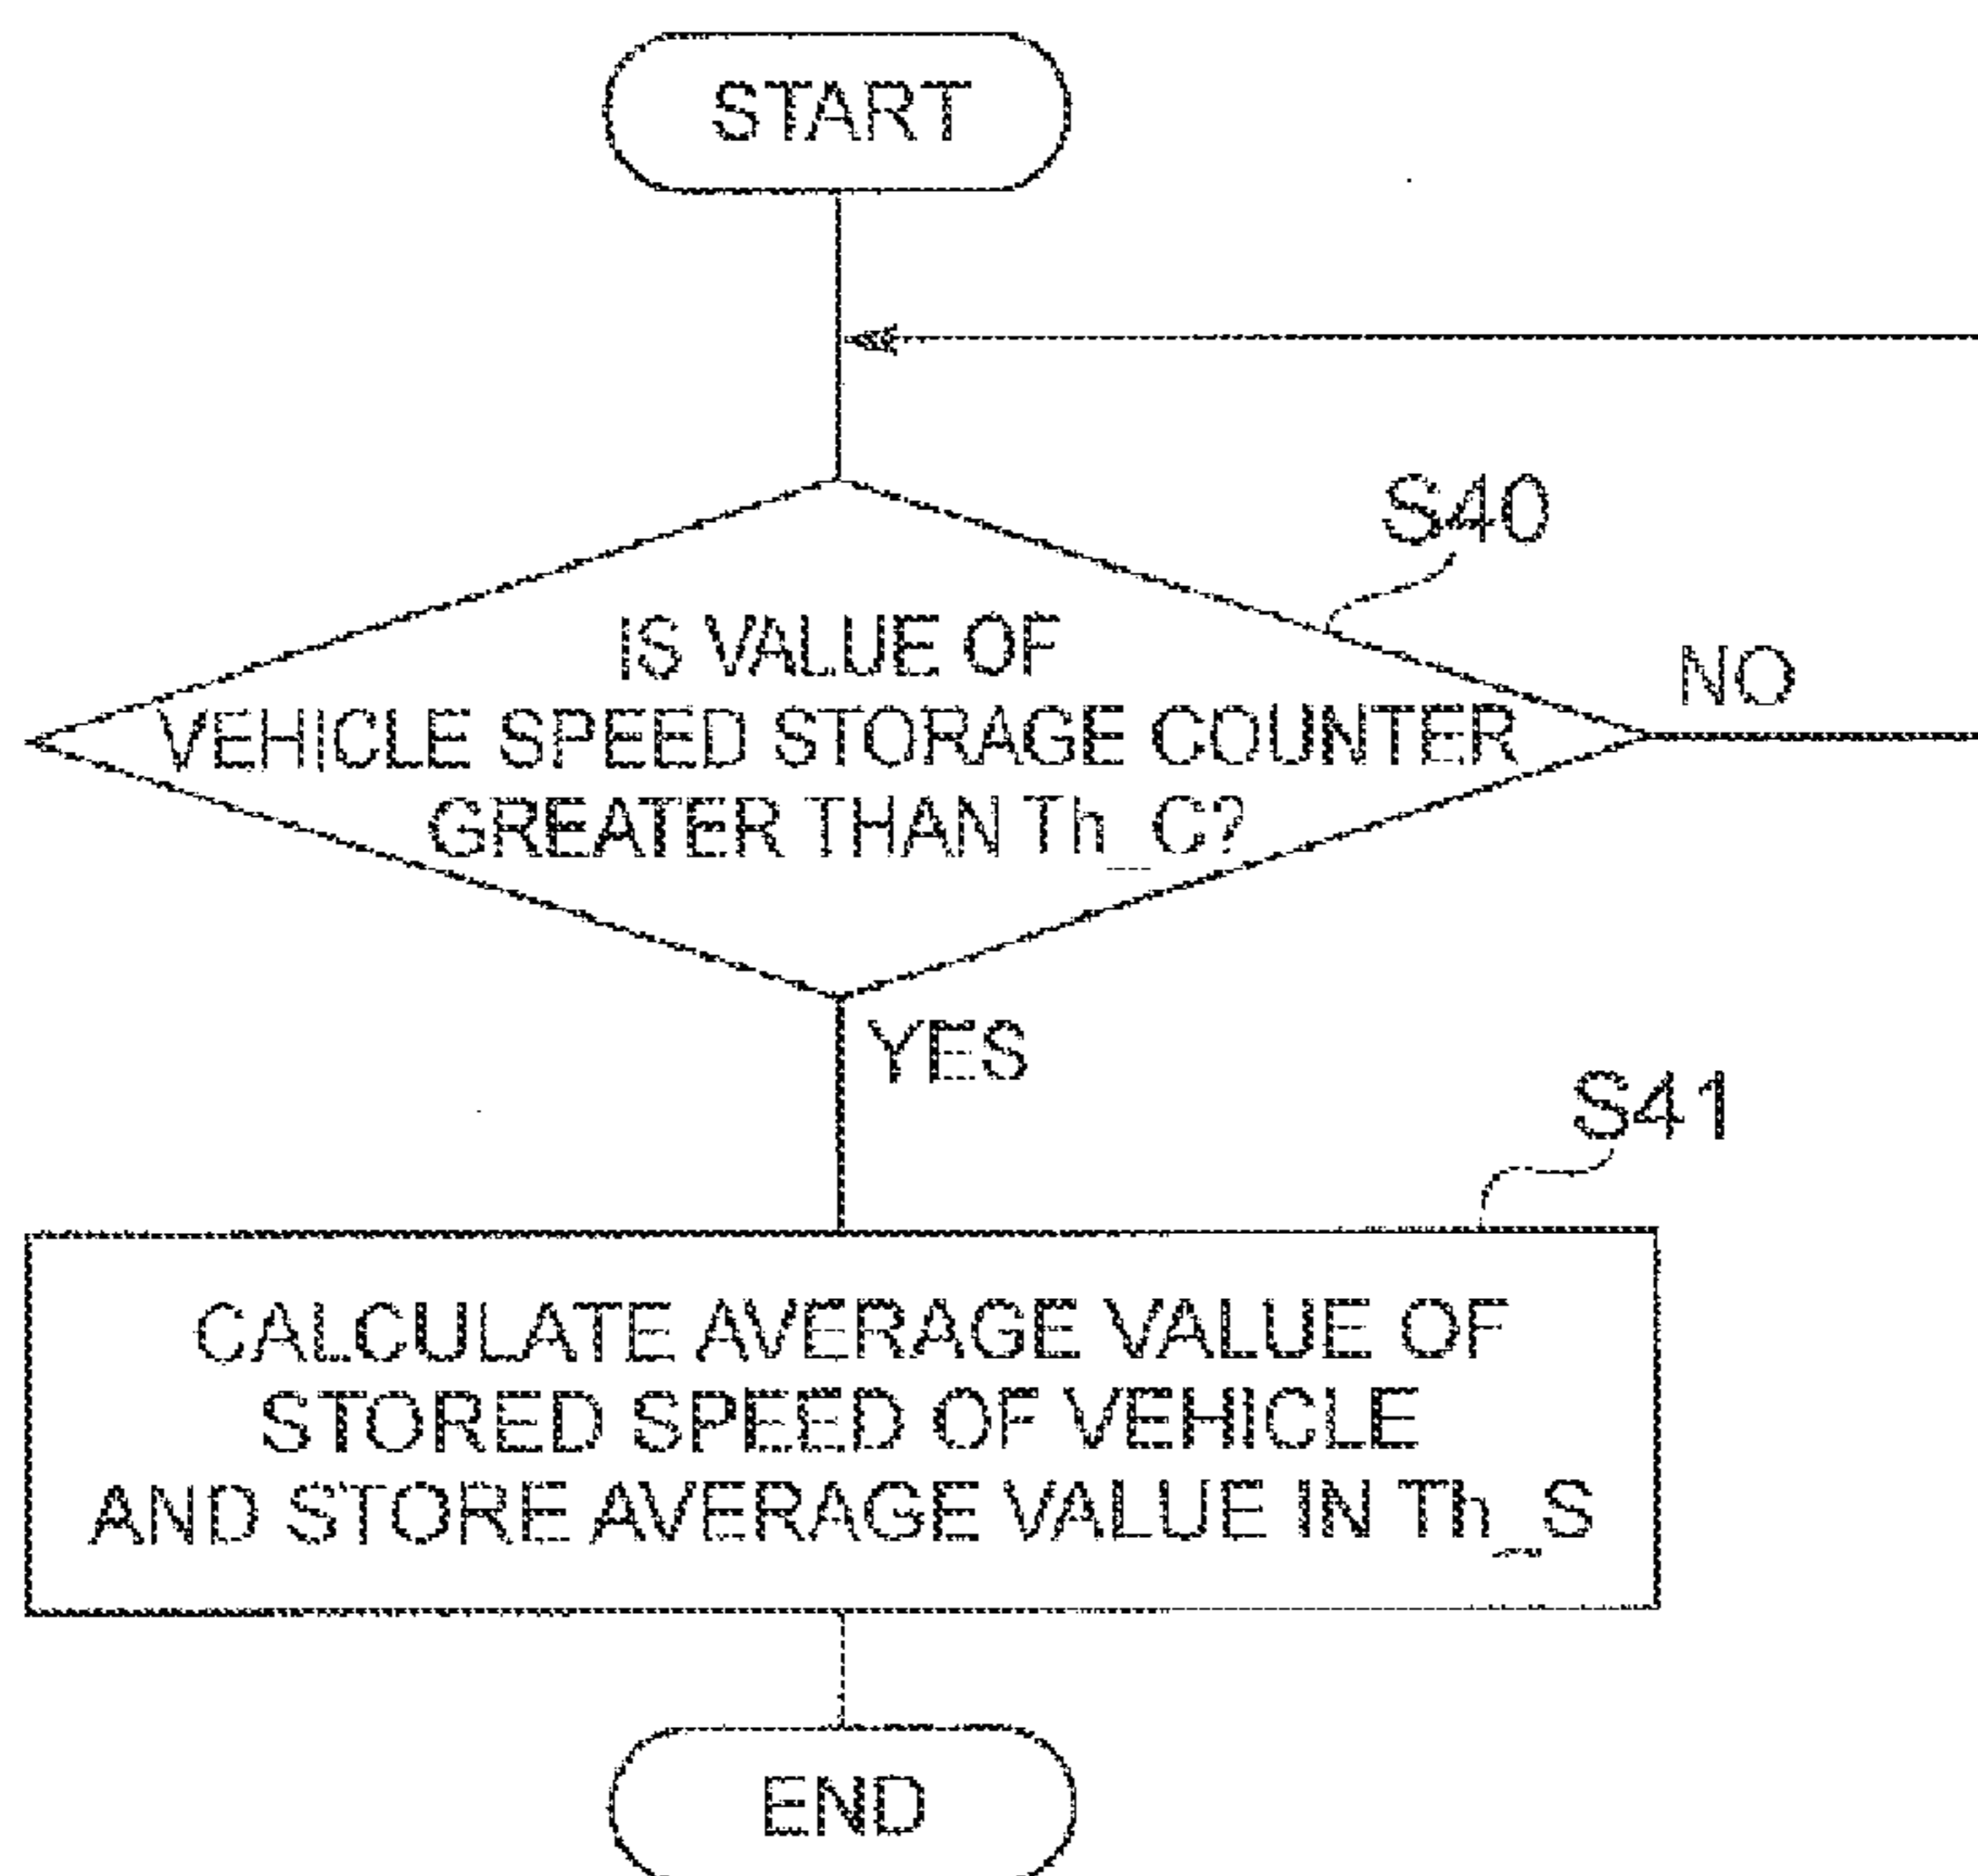 START
S40
IS VALUE OF
VEHICLE SPEED STORAGE COUNTER
GREATER THAN Th_C?
NO
YES
S41
CALCULATE AVERAGE VALUE OF
STORED SPEED OF VEHICLE
AND STORE AVERAGE VALUE IN Th_S
END